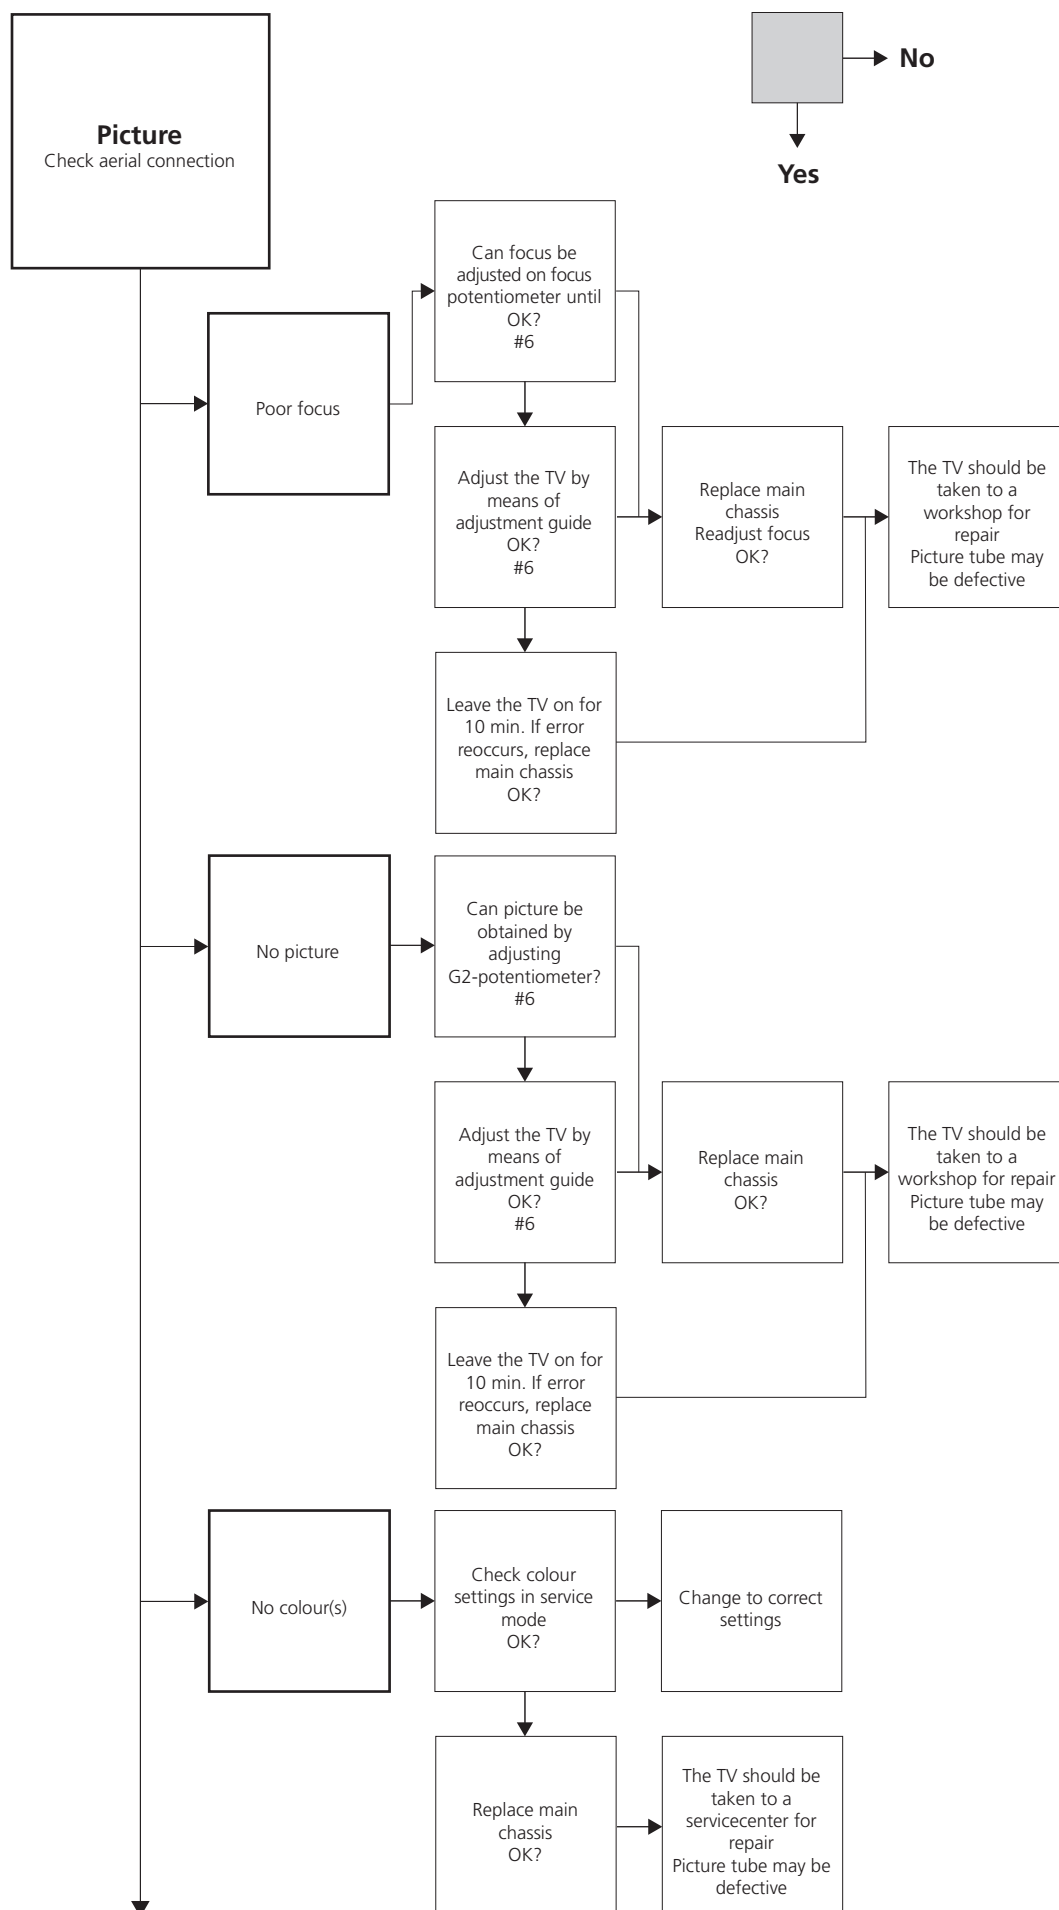 Picture
Check aerial connection
No
Yes
Can focus be
adjusted on focus
potentiometer until
OK?
#6
Poor focus
Adjust the TV by
means of
adjustment guide
OK?
#6
Replace main
chassis
Readjust focus
OK?
The TV should be
taken to a
workshop for
repair
Picture tube may
be defective
Leave the TV on for
10 min. If error
reoccurs, replace
main chassis
OK?
No picture
Can picture be
obtained by
adjusting
G2-potentiometer?
#6
Adjust the TV by
means of
adjustment guide
OK?
#6
Replace main
chassis
OK?
The TV should be
taken to a
workshop for repair
Picture tube may
be defective
Leave the TV on for
10 min. If error
reoccurs, replace
main chassis
OK?
No colour(s)
Check colour
settings in service
mode
OK?
Change to correct
settings
Replace main
chassis
OK?
The TV should be
taken to a
servicecenter for
repair
Picture tube may be
defective